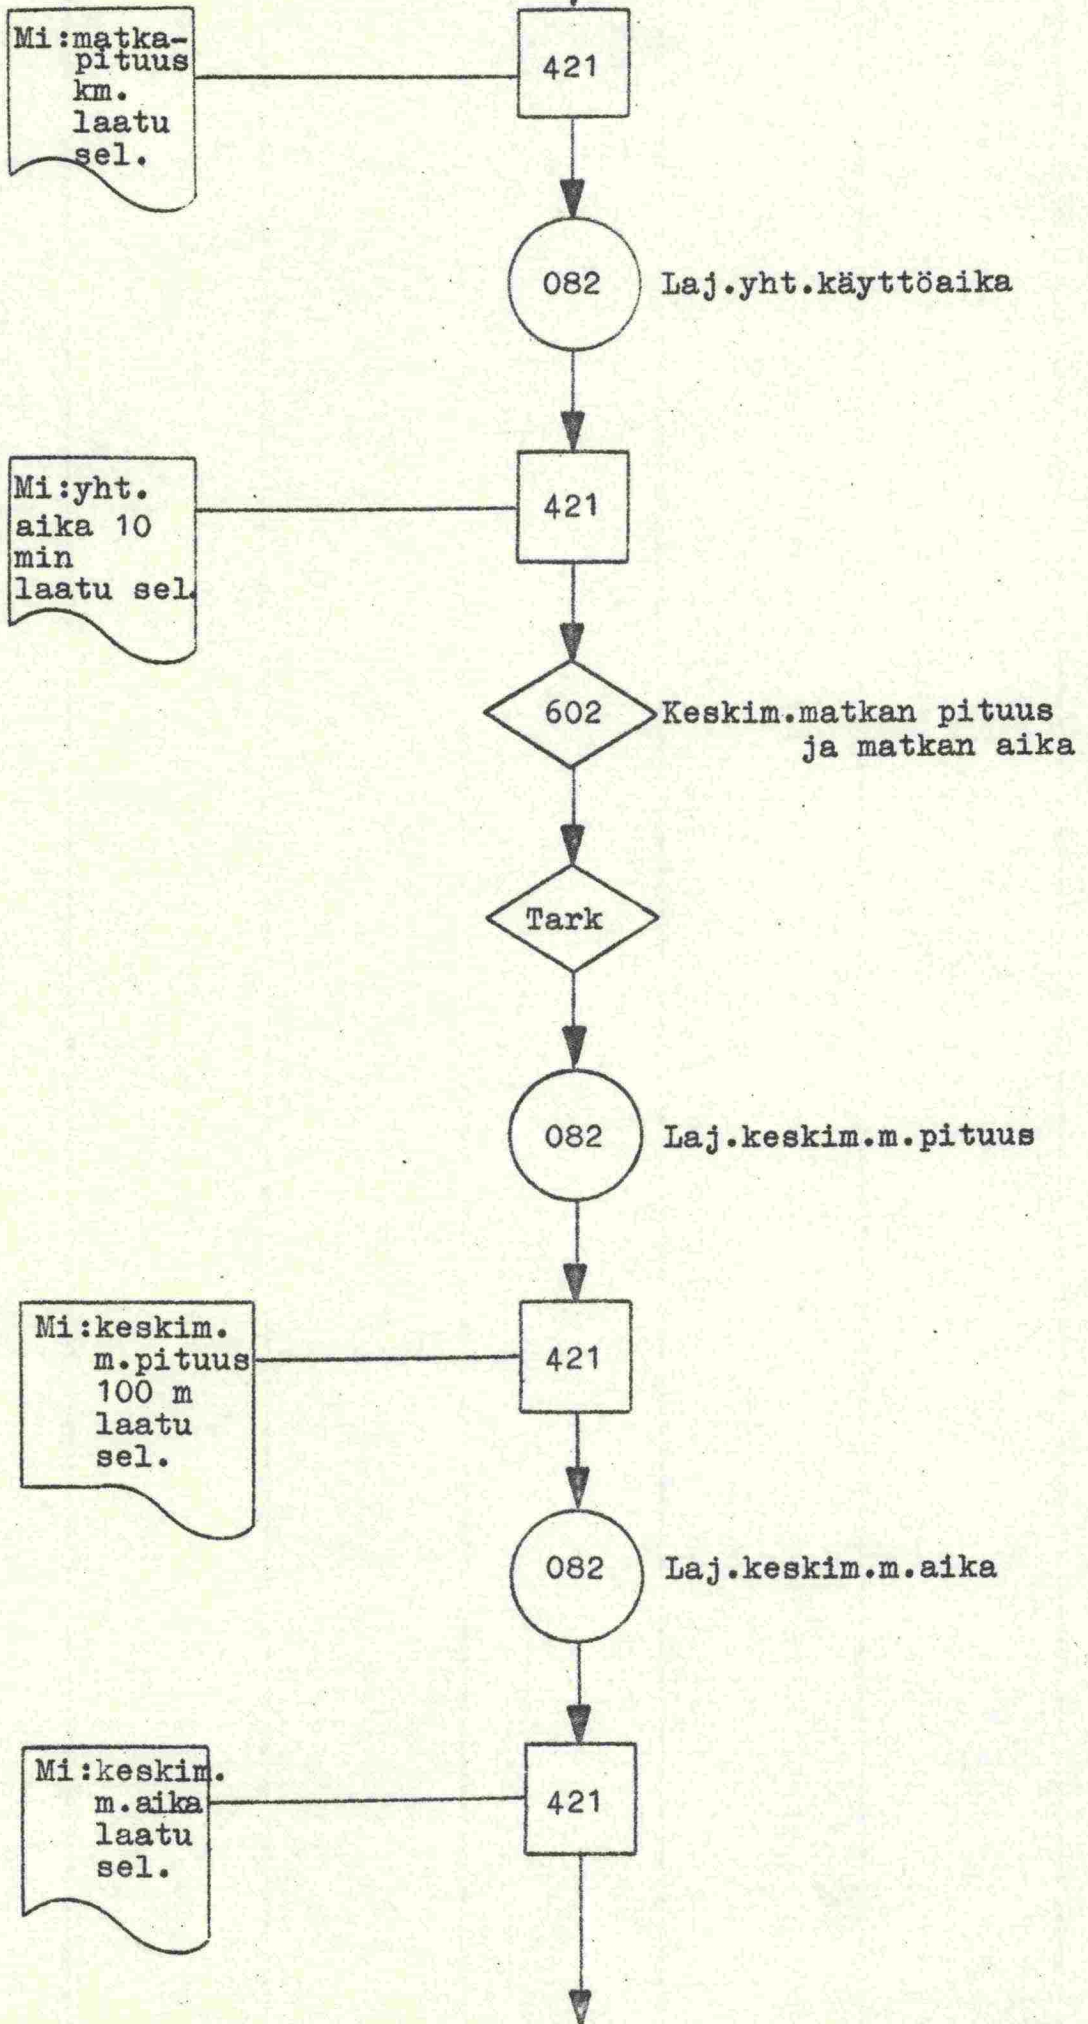 Mi:matka-
pituus
km.
laatu
sel.
421
082
Laj.yht.käyttöaika
Mi:yht.
aika 10
min
laatu sel.
421
602
Keskim.matkan pituus
ja matkan aika
Tark
082
Laj.keskim.m.pituus
Mi:keskim.
m.pituus
100 m
laatu
sel.
421
082
Laj.keskim.m.aika
Mi:keskim.
m.aika
laatu
sel.
421